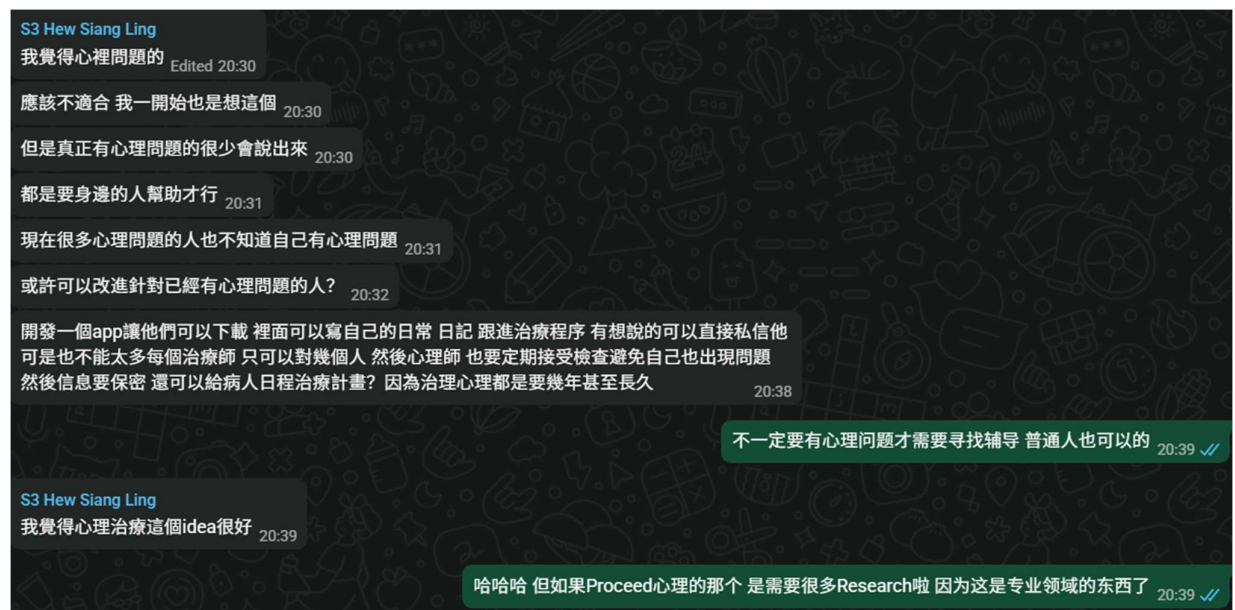 S3 Hew Siang Ling
我覺得心裡問題的 Edited 20:30
應該不適合 我一開始也是想這個 20:30
但是真正有心理問題的很少會說出來 20:30
都是要身邊的人幫助才行 20:31
現在很多心理問題的人也不知道自己有心理問題 20:31
或許可以改進針對已經有心理問題的人? 20:32
開發一個app讓他們可以下載 裡面可以寫自己的日常 日記 跟進治療程序 有想說的可以直接私信他
可是也不能太多每個治療師 只可以對幾個人 然後心理師 也要定期接受檢查避免自己也出現問題
然後信息要保密 還可以給病人日程治療計畫? 因為治理心理都是要幾年甚至長久 20:38
不一定要有心理问题才需要寻找辅导 普通人也可以的 20:39
S3 Hew Siang Ling
我覺得心理治療這個idea很好 20:39
哈哈哈 但如果Proceed心理的那个 是需要很多Research啦 因为这是专业领域的东西了 20:39